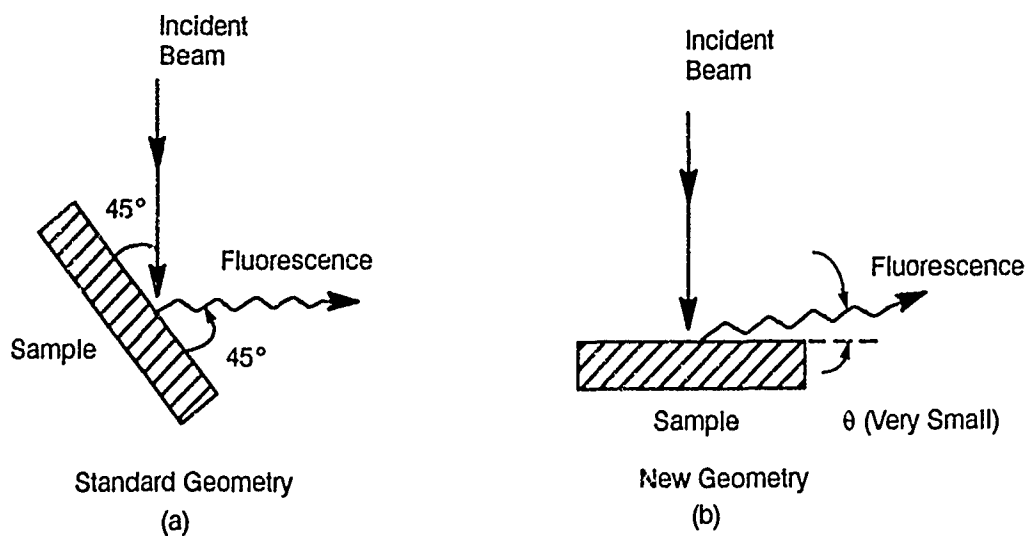 Incident
Beam
45°
Fluorescence
Sample
45°
Standard Geometry
(a)
Incident
Beam
Fluorescence
Sample
θ (Very Small)
New Geometry
(b)